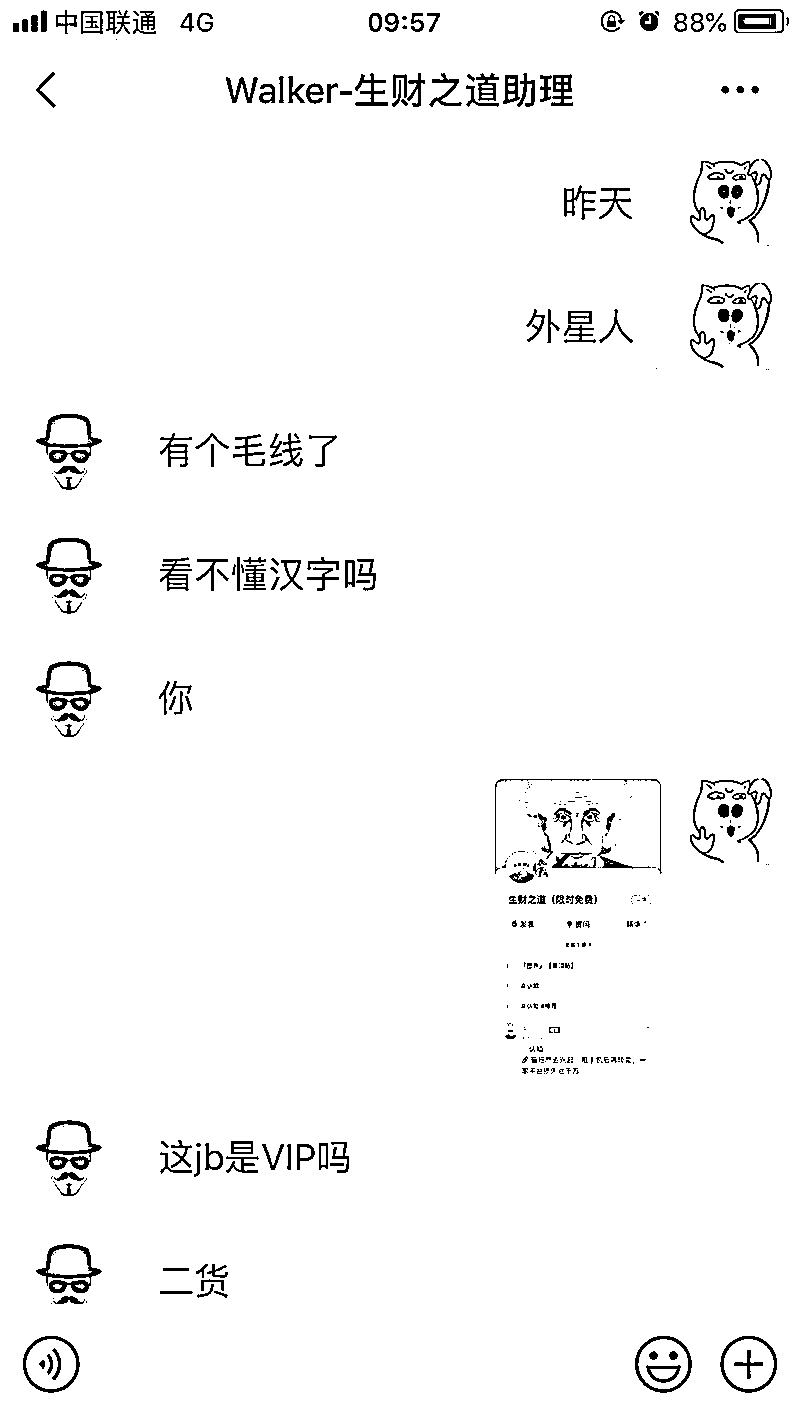 中国联通 4G 09:57 88%
Walker-生财之道助理
昨天
外星人
有个毛线了
看不懂汉字吗
你
生财之道（限时免费）
这jb是VIP吗
二货